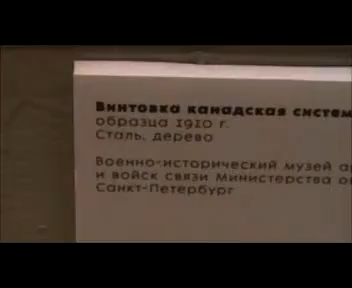 Винтовка канадская систем
образца 1910 г.
Сталь, дерево
Военно-исторический музей а
и войск связи Министерства о
Санкт-Петербург